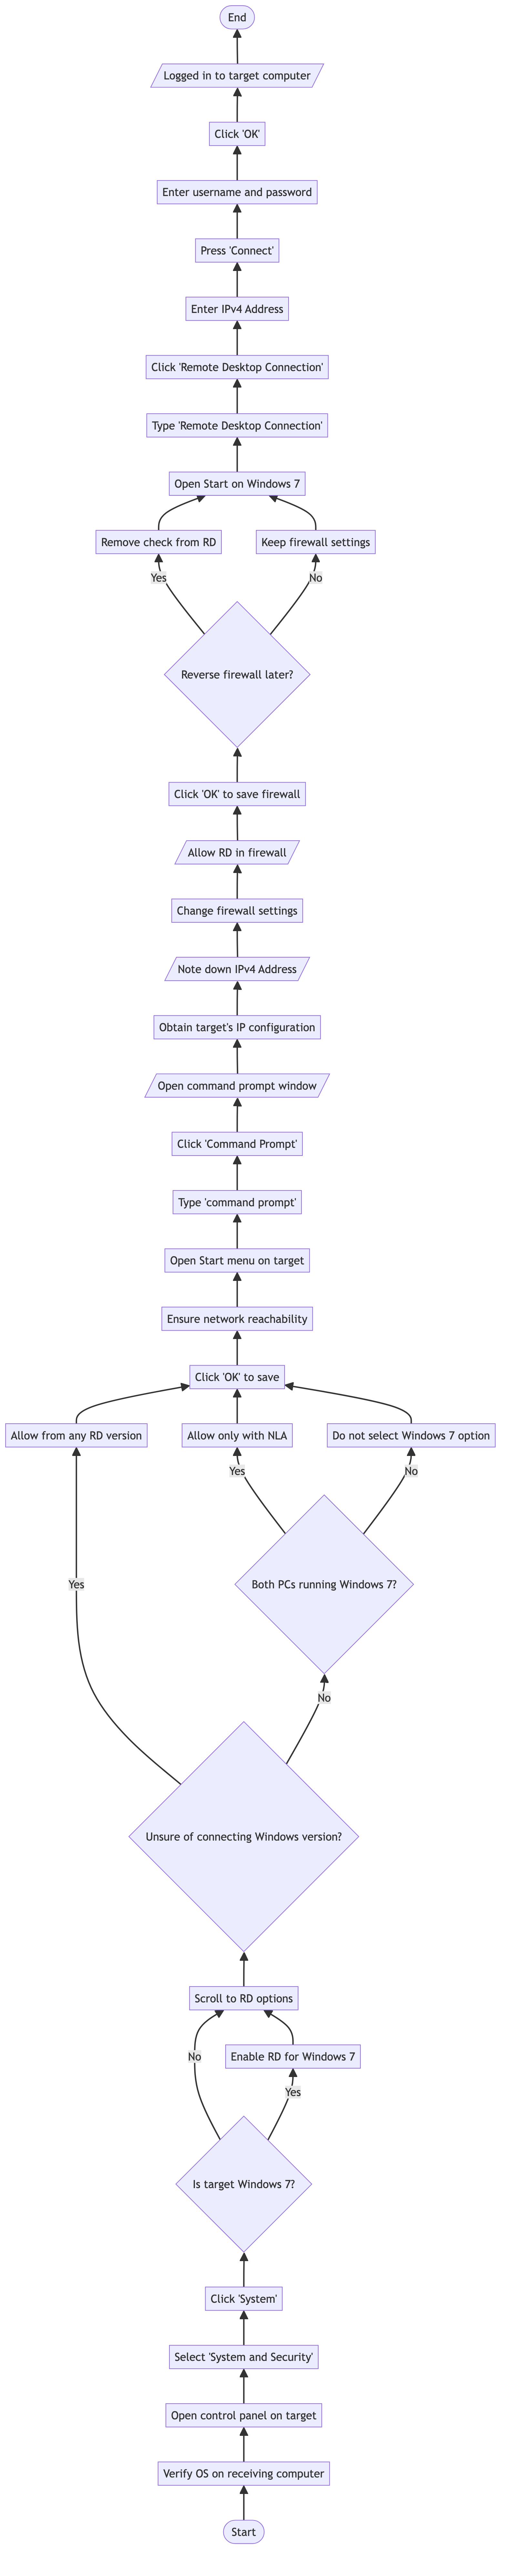 End
Logged in to target computer
Click 'OK'
Enter username and password
Press 'Connect'
Enter IPv4 Address
Click 'Remote Desktop Connection'
Type 'Remote Desktop Connection'
Open Start on Windows 7
Remove check from RD
Keep firewall settings
Yes
No
Reverse firewall later?
Click 'OK' to save firewall
Allow RD in firewall
Change firewall settings
Note down IPv4 Address
Obtain target's IP configuration
Open command prompt window
Click 'Command Prompt'
Type 'command prompt'
Open Start menu on target
Ensure network reachability
Click 'OK' to save
Allow from any RD version
Allow only with NLA
Do not select Windows 7 option
Yes
No
Yes
Both PCs running Windows 7?
No
Unsure of connecting Windows version?
Scroll to RD options
No
Enable RD for Windows 7
Yes
Is target Windows 7?
Click 'System'
Select 'System and Security'
Open control panel on target
Verify OS on receiving computer
Start